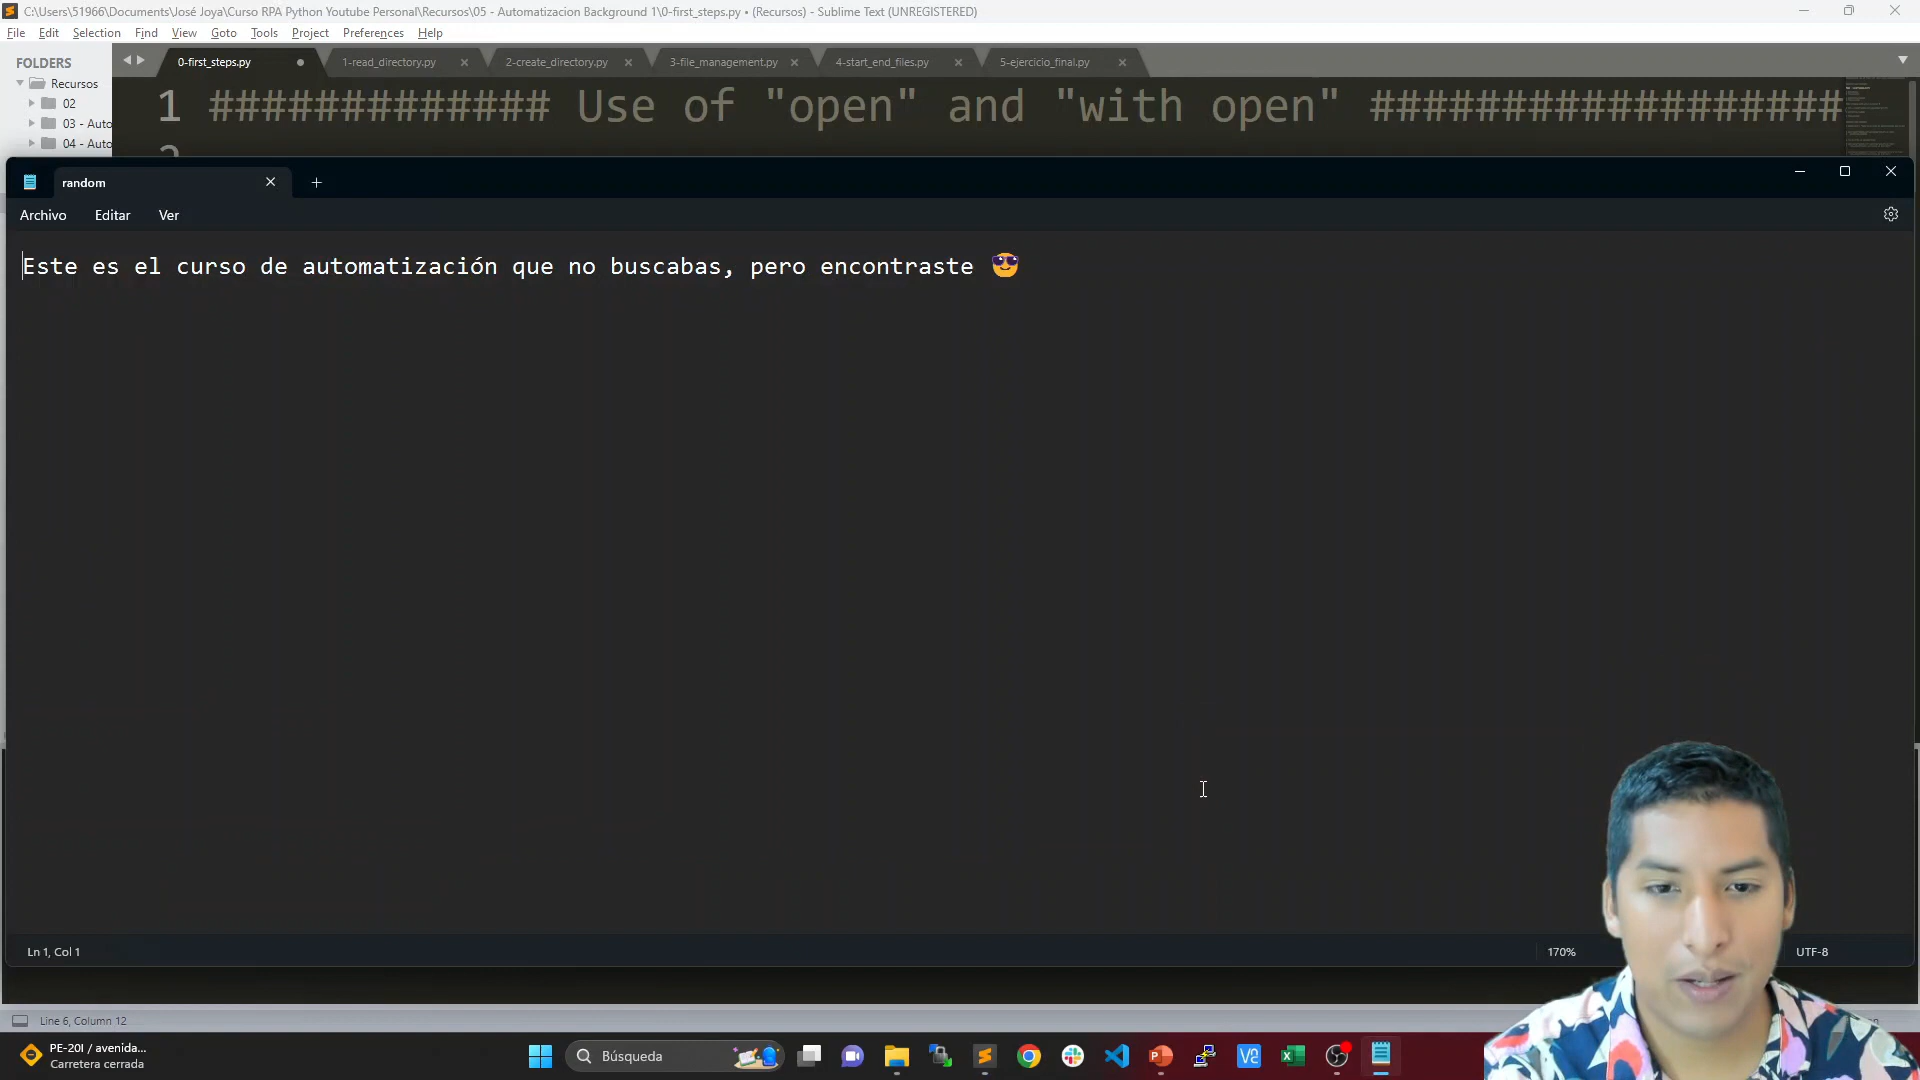 C:\Users\51966\Documents\José Joya\Curso RPA Python Youtube Personal\Recursos\05 - Automatizacion Background 1\0-first_steps.py • (Recursos) - Sublime Text (UNREGISTERED)
File Edit Selection Find View Goto Tools Project Preferences Help
FOLDERS
Recursos
02
03 - Auto
04 - Auto
0-first_steps.py 1-read_directory.py 2-create_directory.py 3-file_management.py 4-start_end_files.py 5-ejercicio_final.py
1 ############# Use of "open" and "with open" ##################
random
Archivo Editar Ver
Este es el curso de automatización que no buscabas, pero encontraste 😎
Ln 1, Col 1 170% UTF-8
Line 6, Column 12
PE-20I / avenida...
Carretera cerrada
Búsqueda